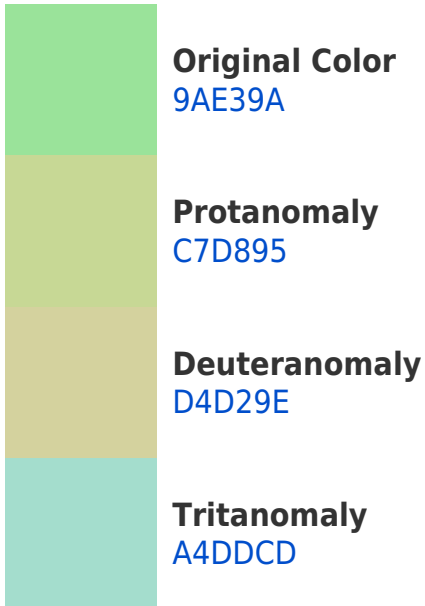 Original Color
9AE39A
Protanomaly
C7D895
Deuteranomaly
D4D29E
Tritanomaly
A4DDCD